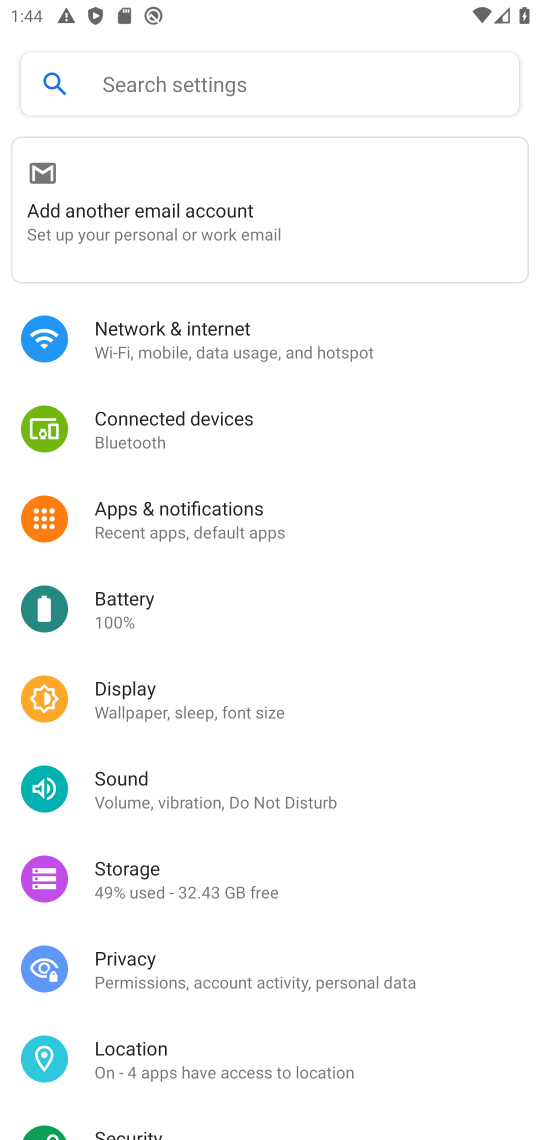 1:44
Search settings
Add another email account
Set up your personal or work email
Network & internet
Wi-Fi, mobile, data usage, and hotspot
Connected devices
Bluetooth
Apps & notifications
Recent apps, default apps
Battery
100%
Display
Wallpaper, sleep, font size
Sound
Volume, vibration, Do Not Disturb
Storage
49% used - 32.43 GB free
Privacy
Permissions, account activity, personal data
Location
On - 4 apps have access to location
Security